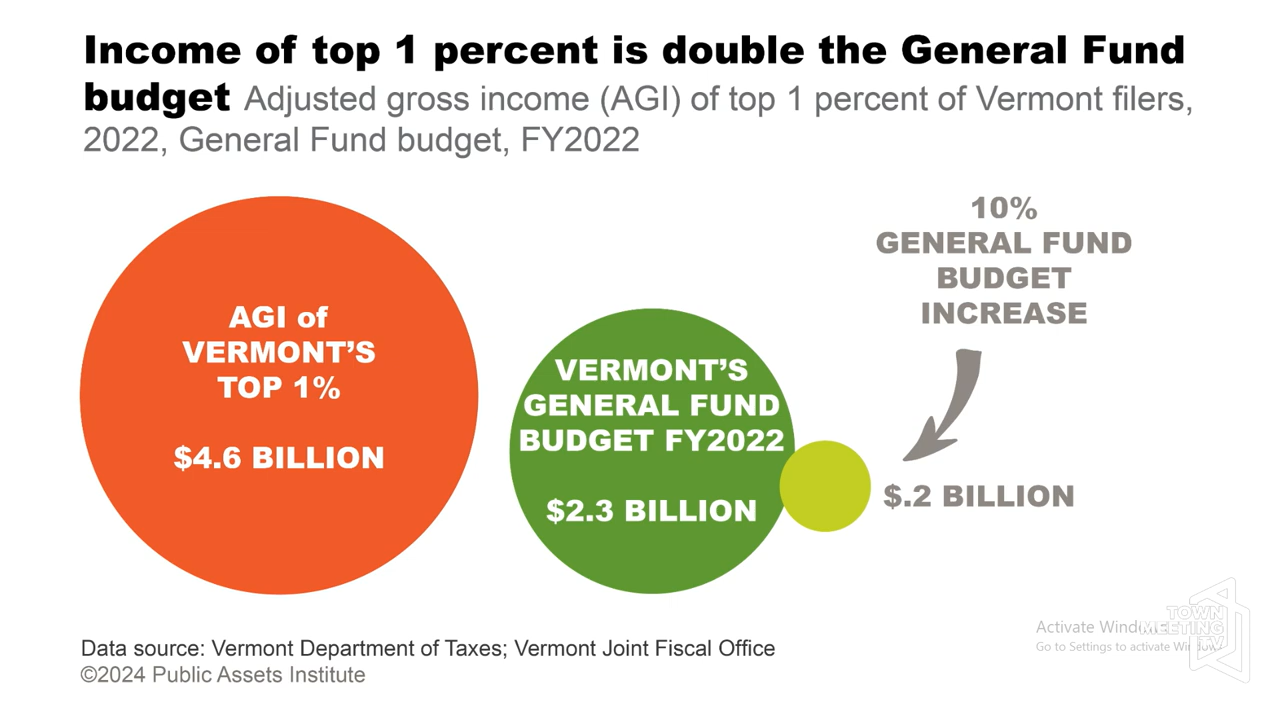 Income of top 1 percent is double the General Fund
budget Adjusted gross income (AGI) of top 1 percent of Vermont filers,
2022, General Fund budget, FY2022
AGI of
VERMONT'S
TOP 1%
$4.6 BILLION
VERMONT'S
GENERAL FUND
BUDGET FY2022
$2.3 BILLION
10%
GENERAL FUND
BUDGET
INCREASE
$.2 BILLION
Data source: Vermont Department of Taxes; Vermont Joint Fiscal Office
©2024 Public Assets Institute
Activate Windows
Go to Settings to activate Windows.
TOWN
MEETING
TV